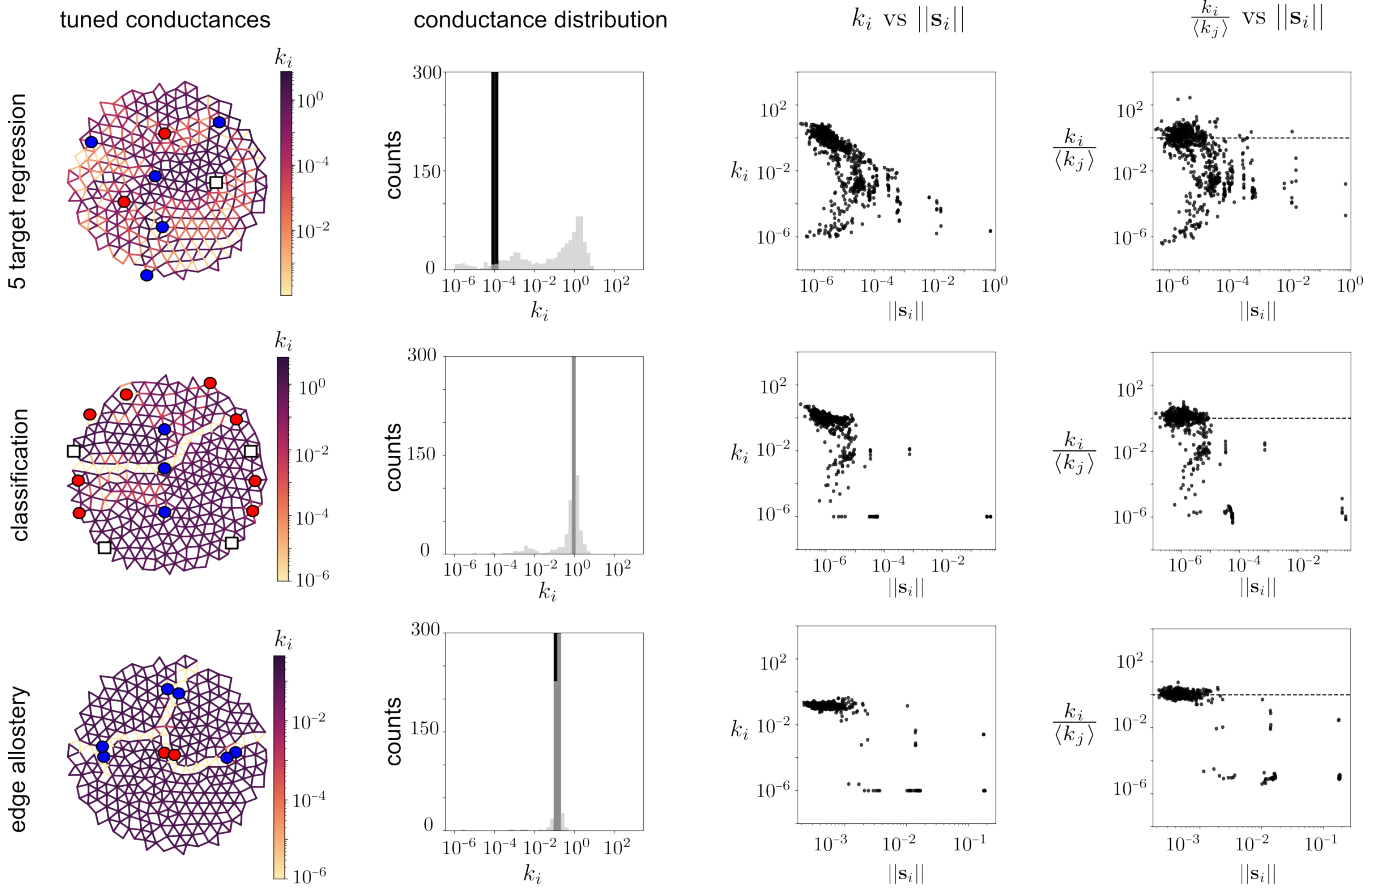 tuned conductances
conductance distribution
k_i vs ||s_i||
k_i/⟨k_j⟩ vs ||s_i||
5 target regression
k_i
10^0
10^-4
10^-2
counts
300
150
0
10^-6 10^-4 10^-2 10^0 10^2
k_i
k_i
10^2
10^-2
10^-6
10^-6 10^-4 10^-2 10^0
||s_i||
k_i/⟨k_j⟩
10^2
10^-2
10^-6
10^-6 10^-4 10^-2 10^0
||s_i||
classification
k_i
10^0
10^-2
10^-4
10^-6
counts
300
150
0
10^-6 10^-4 10^-2 10^0 10^2
k_i
k_i
10^2
10^-2
10^-6
10^-6 10^-4 10^-2
||s_i||
k_i/⟨k_j⟩
10^2
10^-2
10^-6
10^-6 10^-4 10^-2
||s_i||
edge allostery
k_i
10^-2
10^-4
10^-6
counts
300
150
0
10^-6 10^-4 10^-2 10^0 10^2
k_i
k_i
10^2
10^-2
10^-6
10^-3 10^-2 10^-1
||s_i||
k_i/⟨k_j⟩
10^2
10^-2
10^-6
10^-3 10^-2 10^-1
||s_i||